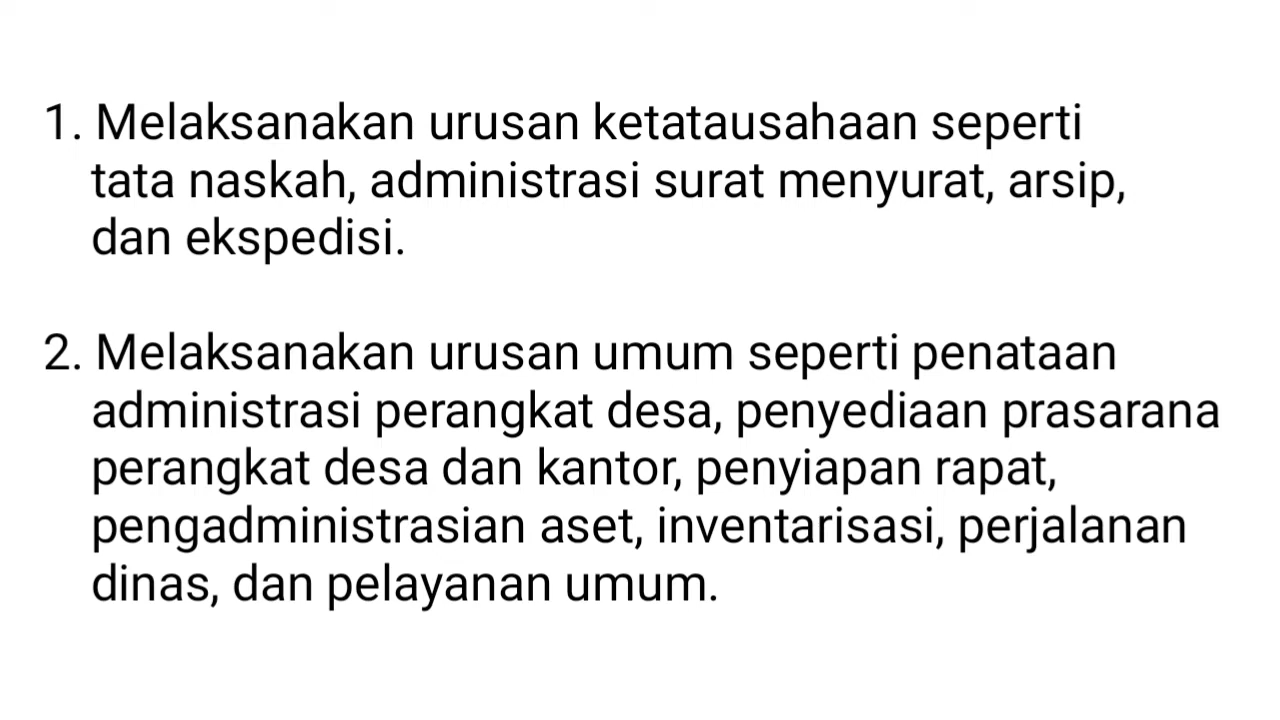 1. Melaksanakan urusan ketatausahaan seperti
tata naskah, administrasi surat menyurat, arsip,
dan ekspedisi.
2. Melaksanakan urusan umum seperti penataan
administrasi perangkat desa, penyediaan prasarana
perangkat desa dan kantor, penyiapan rapat,
pengadministrasian aset, inventarisasi, perjalanan
dinas, dan pelayanan umum.